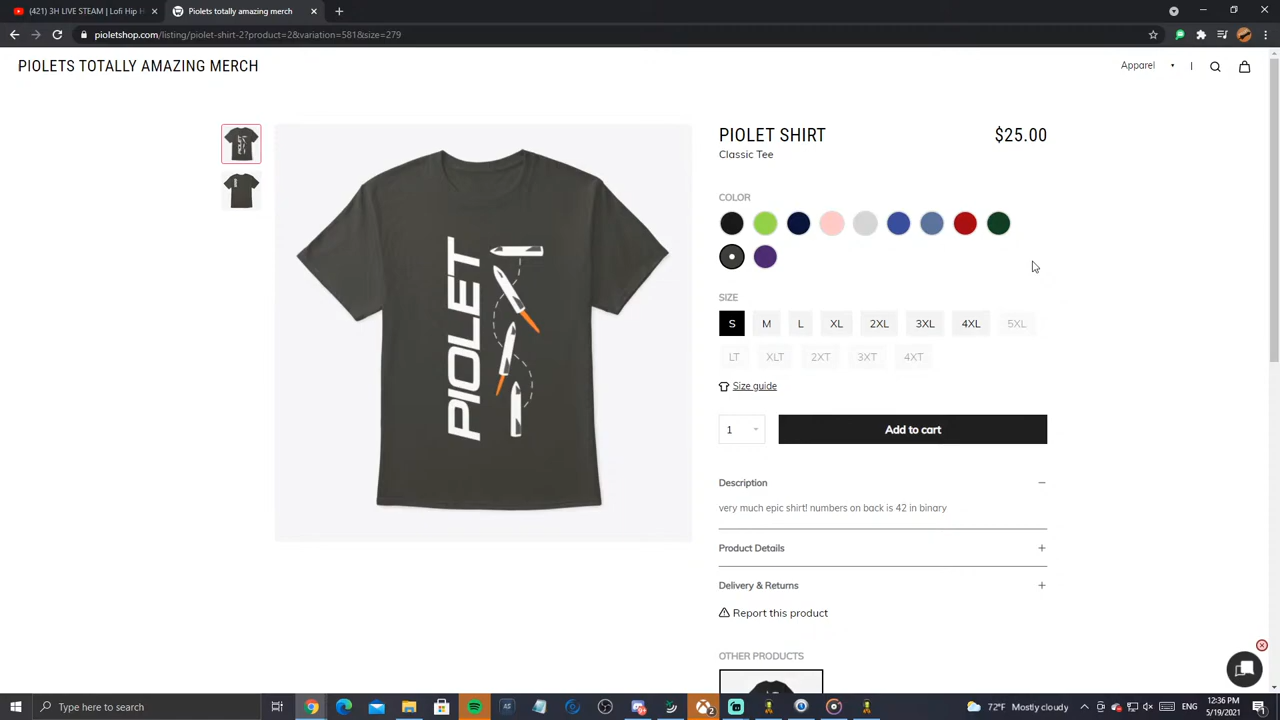 (421) 3H LIVE STEAM | Lofi Hip H
Piolets totally amazing merch
pioletshop.com/listing/piolet-shirt-2?product=2&variation=581&size=279
PIOLETS TOTALLY AMAZING MERCH
Apparel
PIOLET
PIOLET SHIRT
$25.00
Classic Tee
COLOR
SIZE
S M L XL 2XL 3XL 4XL 5XL
LT XLT 2XT 3XT 4XT
Size guide
1
Add to cart
Description
very much epic shirt! numbers on back is 42 in binary
Product Details
Delivery & Returns
Report this product
OTHER PRODUCTS
Type here to search
72°F Mostly cloudy
12:36 PM
5/19/2021